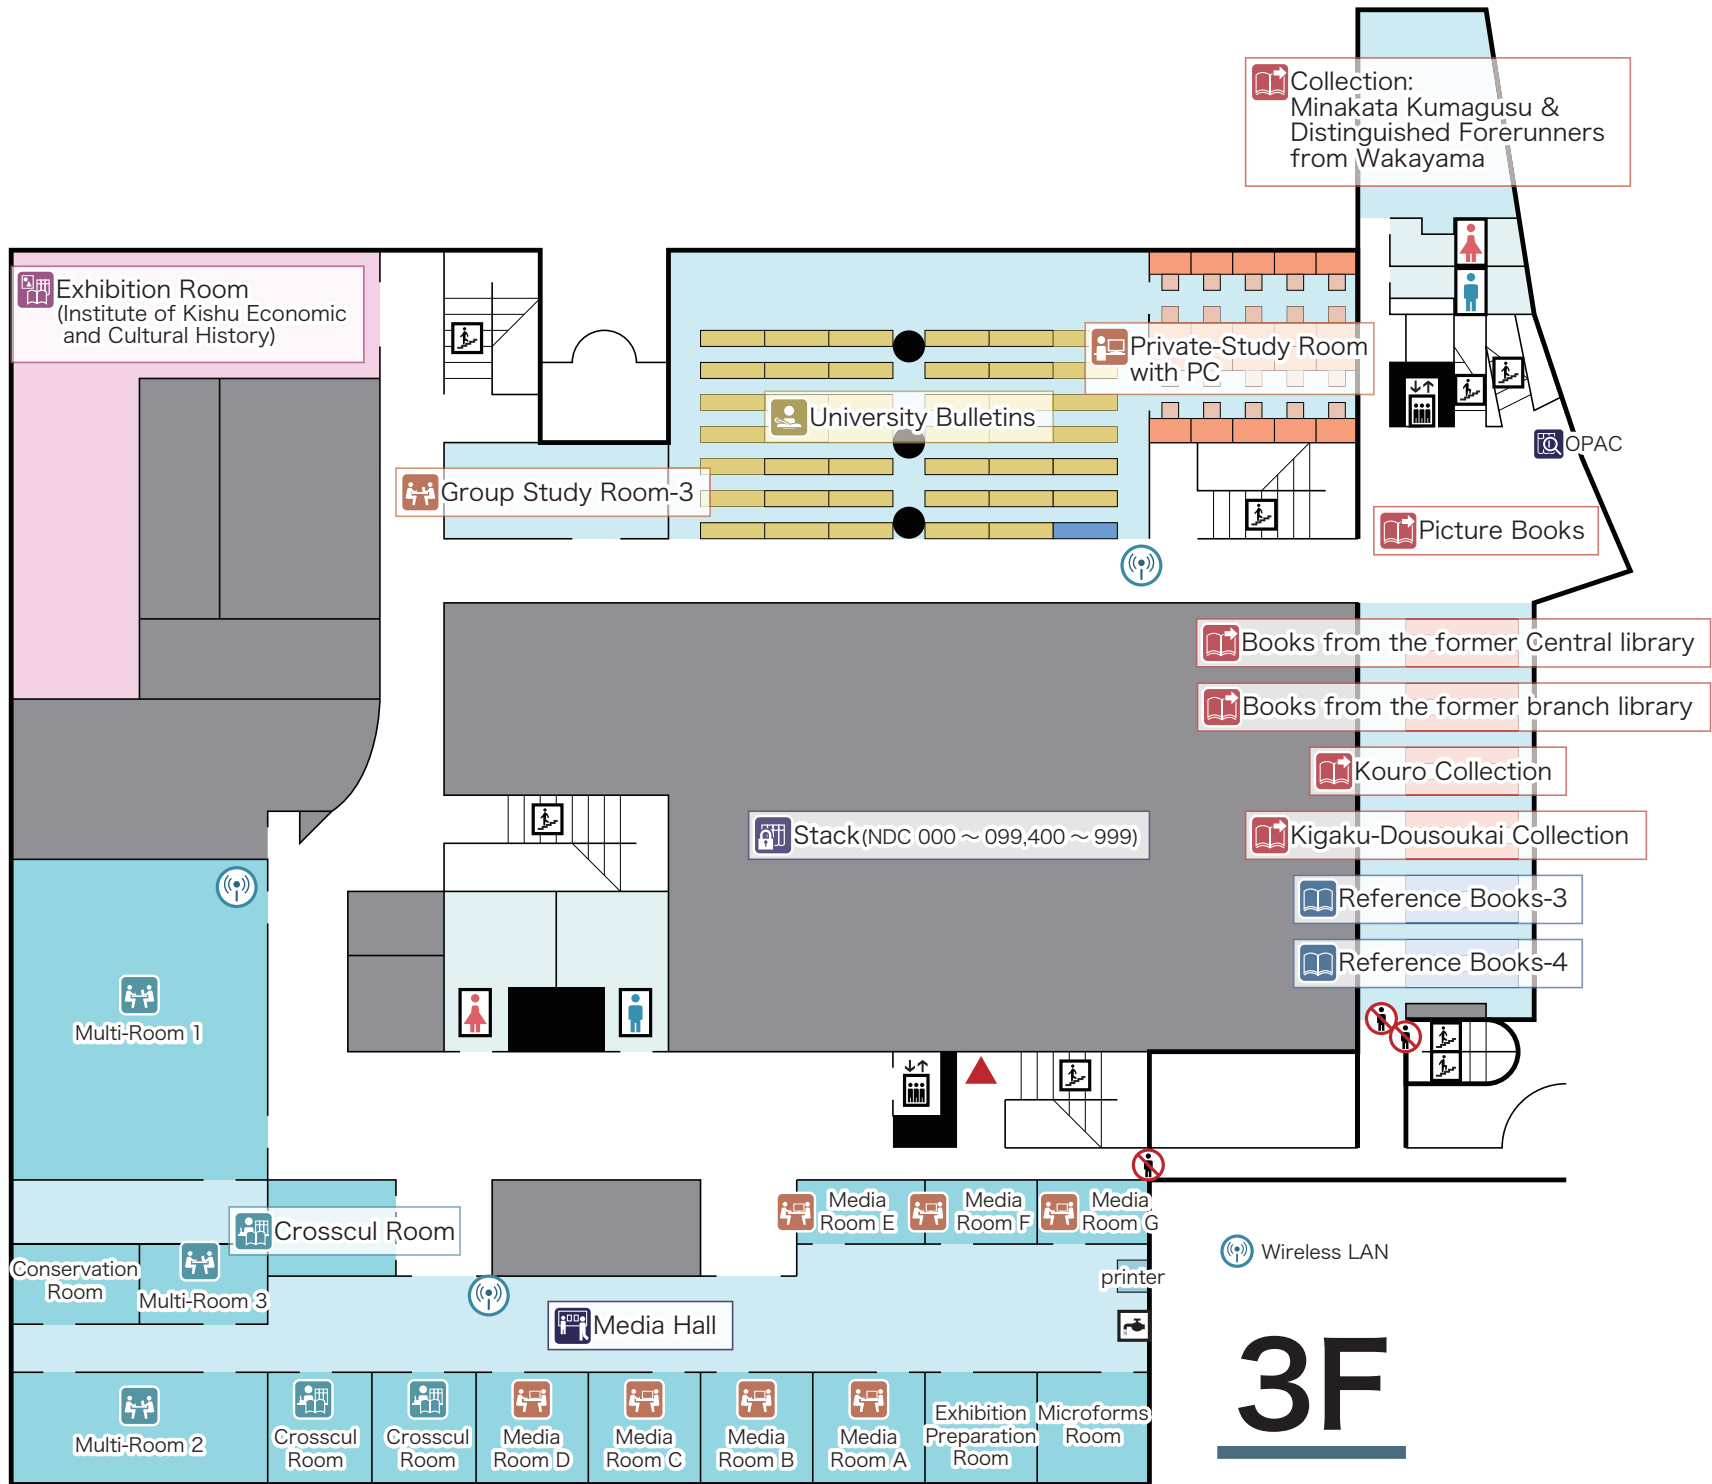 Collection:
Minakata Kumagusu &
Distinguished Forerunners
from Wakayama
Exhibition Room
(Institute of Kishu Economic
and Cultural History)
Private-Study Room
with PC
University Bulletins
OPAC
Group Study Room-3
Picture Books
Books from the former Central library
Books from the former branch library
Kouro Collection
Stack(NDC 000～099,400～999)
Kigaku-Dousoukai Collection
Reference Books-3
Reference Books-4
Multi-Room 1
Media
Room E
Media
Room F
Media
Room G
Crosscul Room
Wireless LAN
Conservation
Room
Multi-Room 3
printer
Media Hall
3F
Multi-Room 2
Crosscul
Room
Crosscul
Room
Media
Room D
Media
Room C
Media
Room B
Media
Room A
Exhibition
Preparation
Room
Microforms
Room